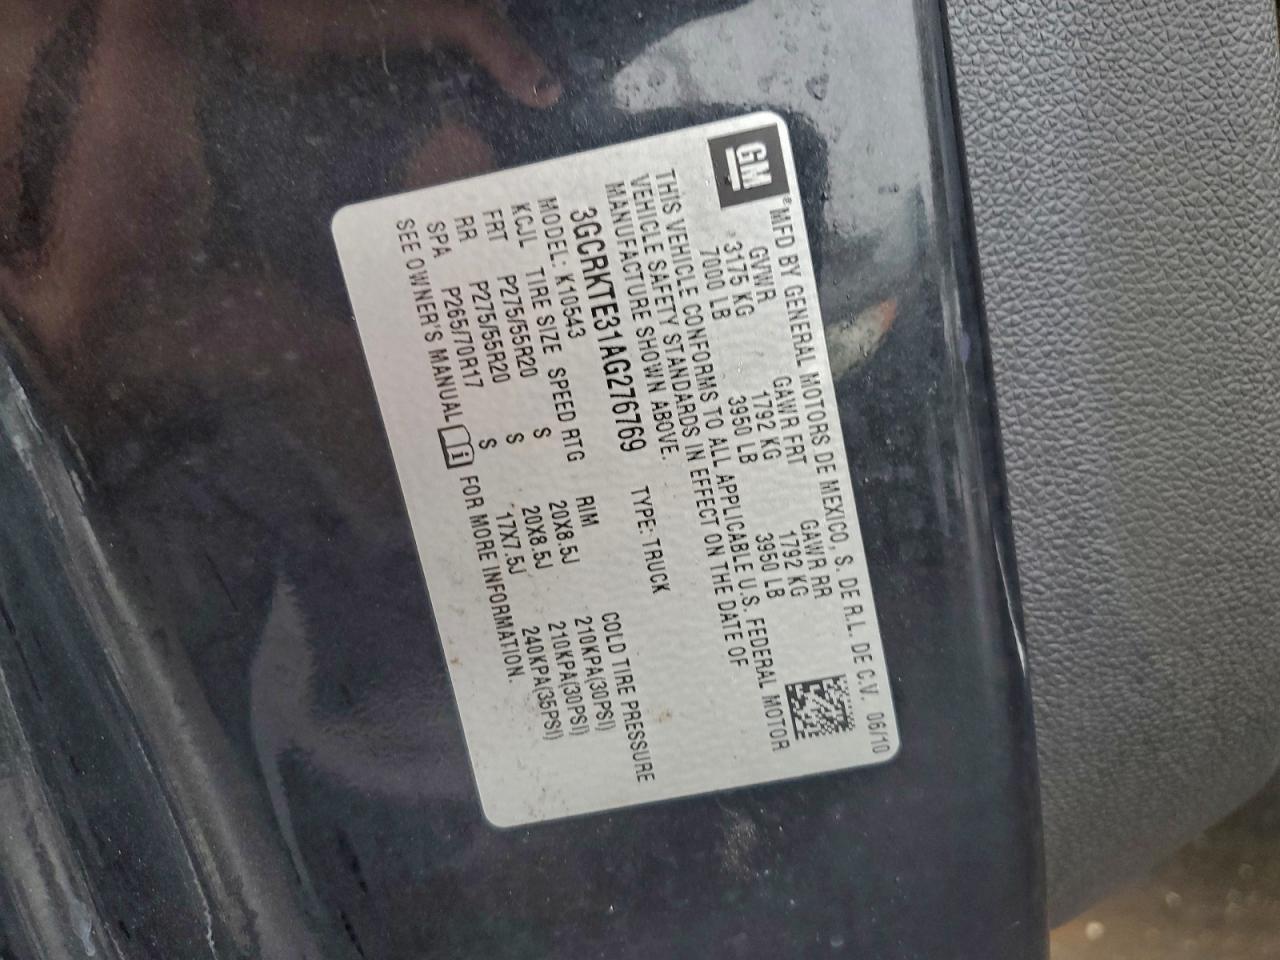 GM
®MFD BY GENERAL MOTORS DE MEXICO, S. DE R.L. DE C.V. 06/10
GVWR GAWR FRT GAWR RR
3175 KG 1792 KG 1792 KG
7000 LB 3950 LB 3950 LB
THIS VEHICLE CONFORMS TO ALL APPLICABLE U.S. FEDERAL MOTOR
VEHICLE SAFETY STANDARDS IN EFFECT ON THE DATE OF
MANUFACTURE SHOWN ABOVE.
3GCRKTE31AG276769 TYPE: TRUCK
MODEL: K10543
KCJL TIRE SIZE SPEED RTG RIM COLD TIRE PRESSURE
FRT P275/55R20 S 20X8.5J 210KPA(30PSI)
RR P275/55R20 S 20X8.5J 210KPA(30PSI)
SPA P265/70R17 S 17X7.5J 240KPA(35PSI)
SEE OWNER'S MANUAL i FOR MORE INFORMATION.